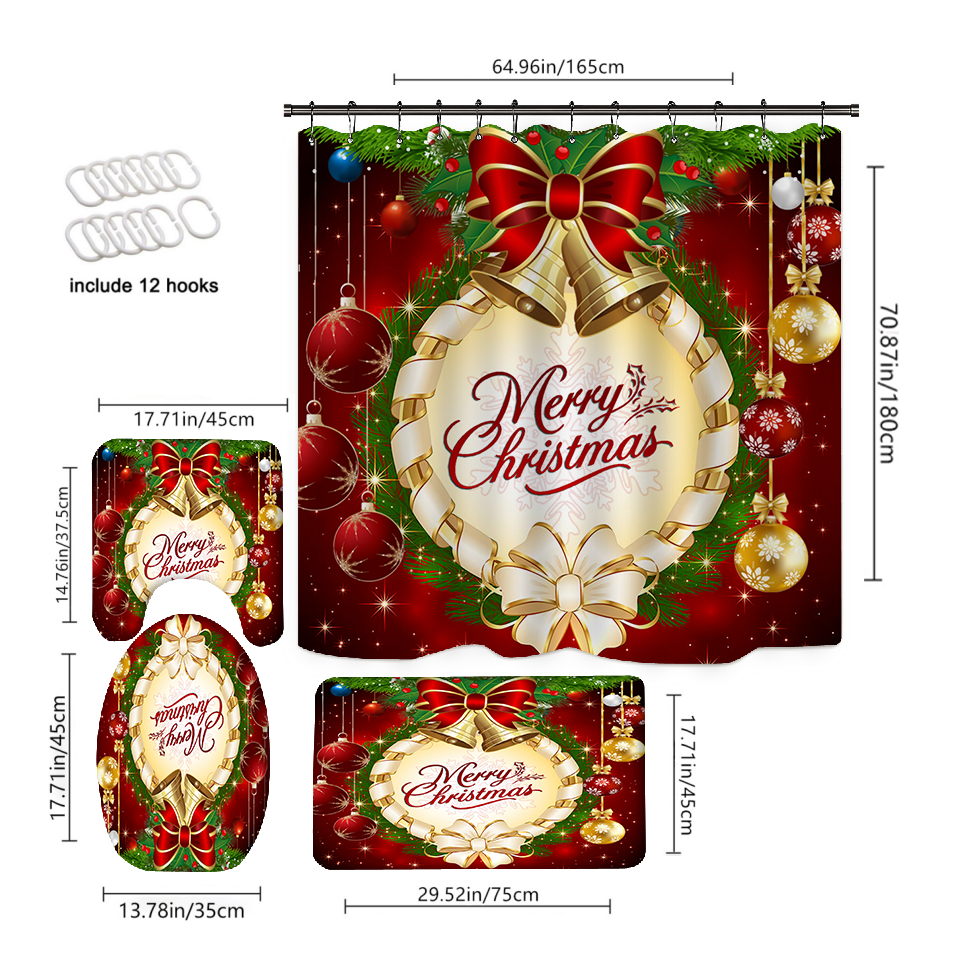 64.96in/165cm
include 12 hooks
70.87in/180cm
Merry
Christmas
17.71in/45cm
14.76in/37.5cm
Merry
Christmas
17.71in/45cm
Merry
Christmas
13.78in/35cm
Merry
Christmas
17.71in/45cm
29.52in/75cm